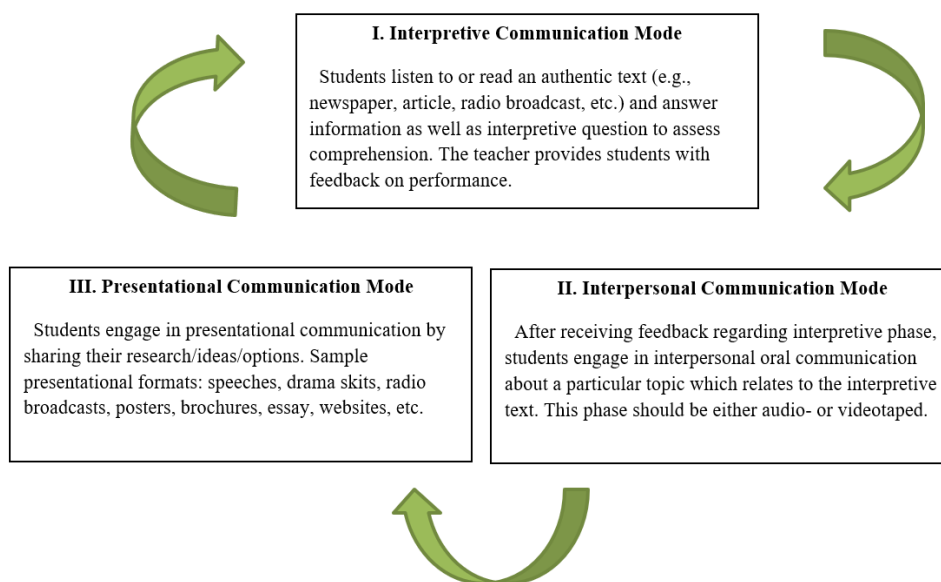 I. Interpretive Communication Mode
Students listen to or read an authentic text (e.g.,
newspaper, article, radio broadcast, etc.) and answer
information as well as interpretive question to assess
comprehension. The teacher provides students with
feedback on performance.
III. Presentational Communication Mode
Students engage in presentational communication by
sharing their research/ideas/options. Sample
presentational formats: speeches, drama skits, radio
broadcasts, posters, brochures, essay, websites, etc.
II. Interpersonal Communication Mode
After receiving feedback regarding interpretive phase,
students engage in interpersonal oral communication
about a particular topic which relates to the interpretive
text. This phase should be either audio- or videotaped.